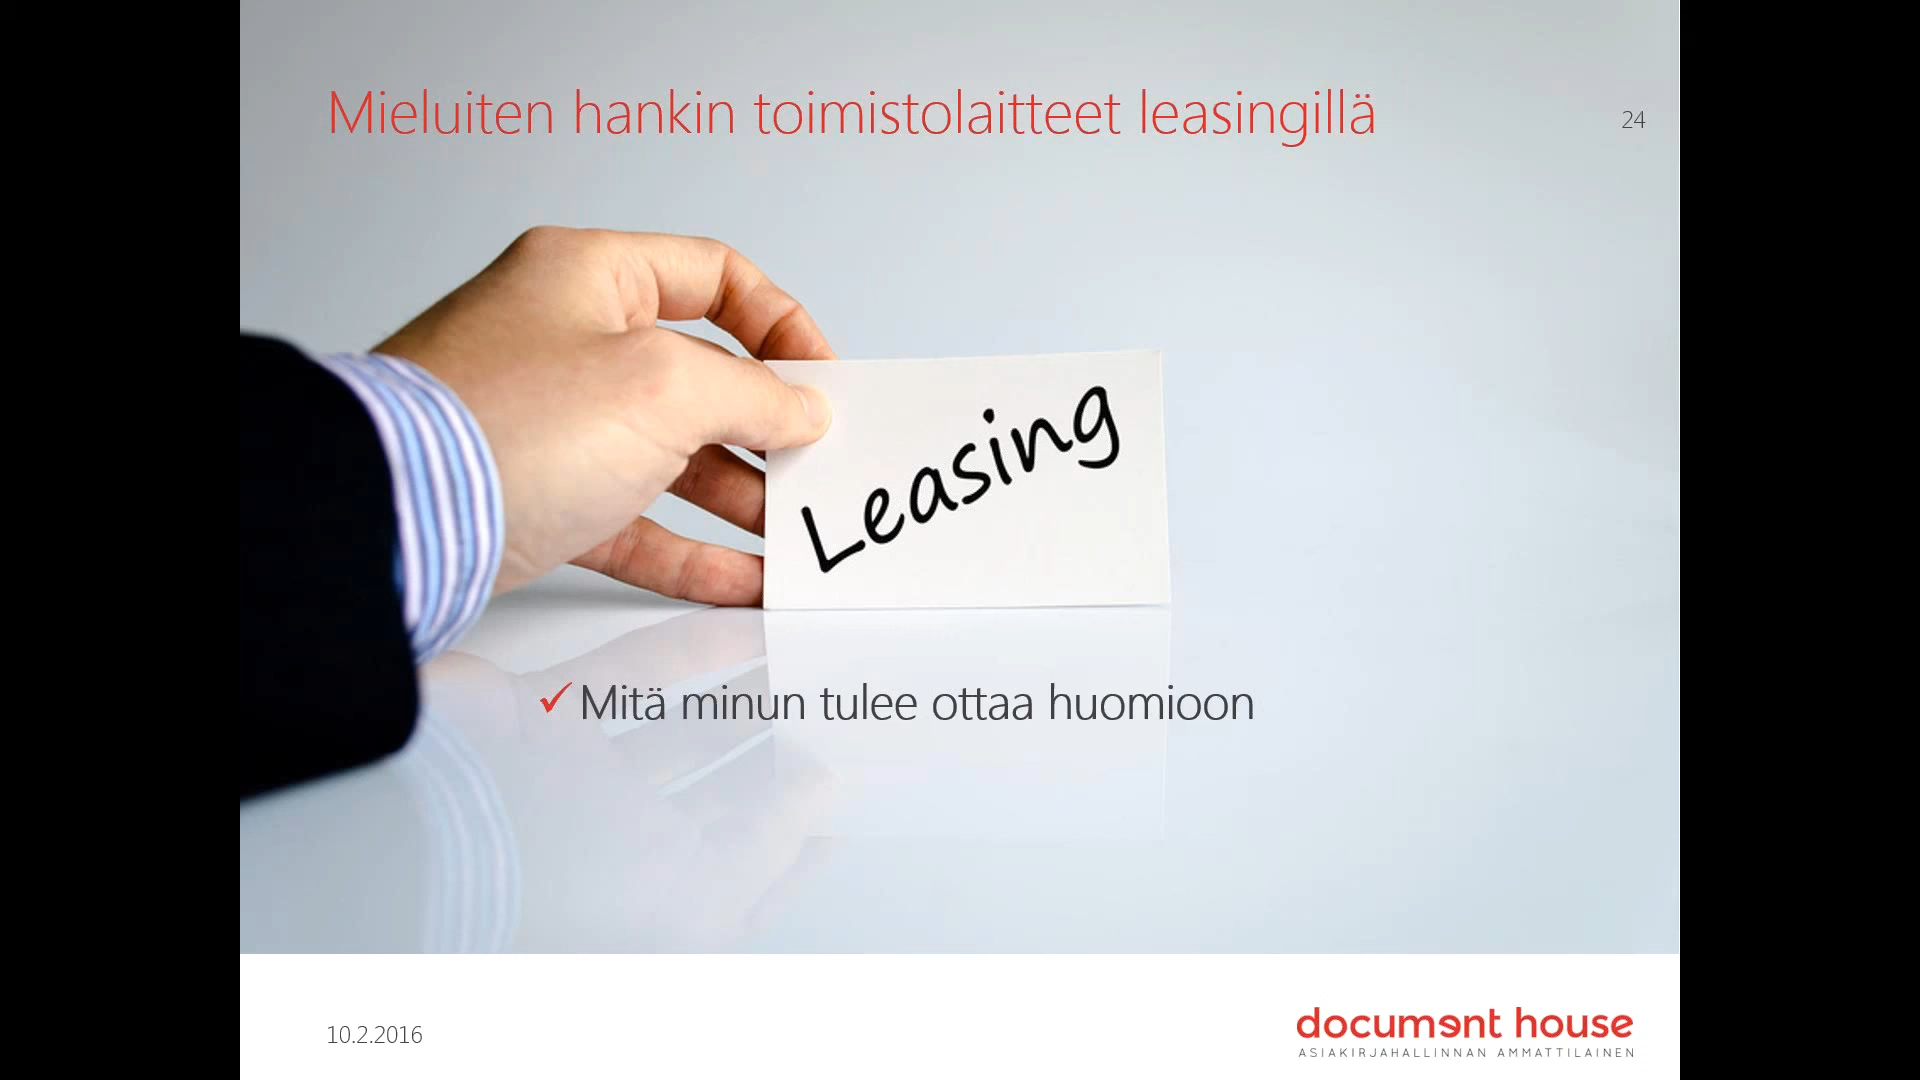 Mieluiten hankin toimistolaitteet leasingillä
24
Leasing
Mitä minun tulee ottaa huomioon
10.2.2016
document house
ASIAKIRJAHALLINNAN AMMATTILAINEN